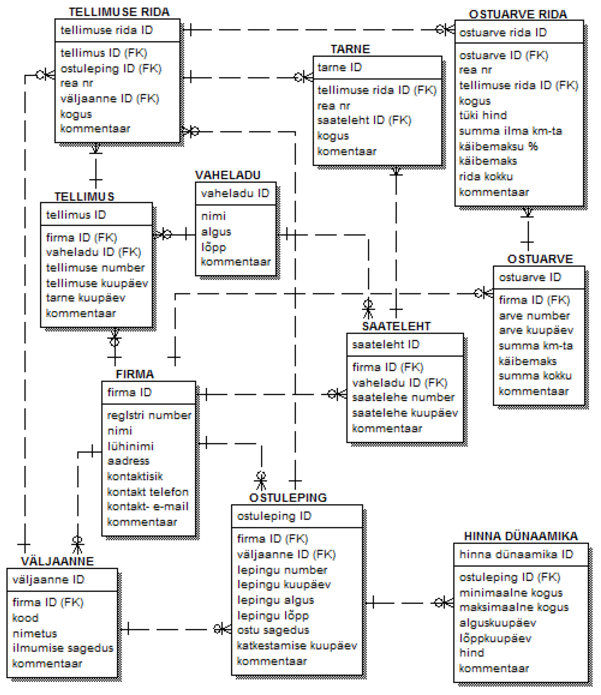 TELLIMUSE RIDA
tellimuse rida ID
tellimus ID (FK)
ostuleping ID (FK)
rea nr
väljaanne ID (FK)
kogus
kommentaar
TARNE
tarne ID
tellimuse rida ID (FK)
rea nr
saateleht ID (FK)
kogus
komentaar
OSTUARVE RIDA
ostuarve rida ID
ostuarve ID (FK)
rea nr
tellimuse rida ID (FK)
kogus
tüki hind
summa ilma km-ta
käibemaksu %
käibemaks
rida kokku
kommentaar
TELLIMUS
tellimus ID
firma ID (FK)
vaheladu ID (FK)
tellimuse number
tellimuse kuupäev
tarne kuupäev
kommentaar
VAHELADU
vaheladu ID
nimi
algus
lõpp
kommentaar
OSTUARVE
ostuarve ID
firma ID (FK)
arve number
arve kuupäev
summa km-ta
käibemaks
summa kokku
kommentaar
SAATELEHT
saateleht ID
firma ID (FK)
vaheladu ID (FK)
saatelehe number
saatelehe kuupäev
kommentaar
FIRMA
firma ID
registri number
nimi
lühinimi
aadress
kontaktisik
kontakt telefon
kontakt- e-mail
kommentaar
VÄLJAANNE
väljaanne ID
firma ID (FK)
kood
nimetus
ilmumise sagedus
kommentaar
OSTULEPING
ostuleping ID
firma ID (FK)
väljaanne ID (FK)
lepingu number
lepingu kuupäev
lepingu algus
lepingu lõpp
ostu sagedus
katkestamise kuupäev
kommentaar
HINNA DÜNAAMIKA
hinna dünaamika ID
ostuleping ID (FK)
minimaalne kogus
maksimaalne kogus
alguskuupäev
lõppkuupäev
hind
kommentaar